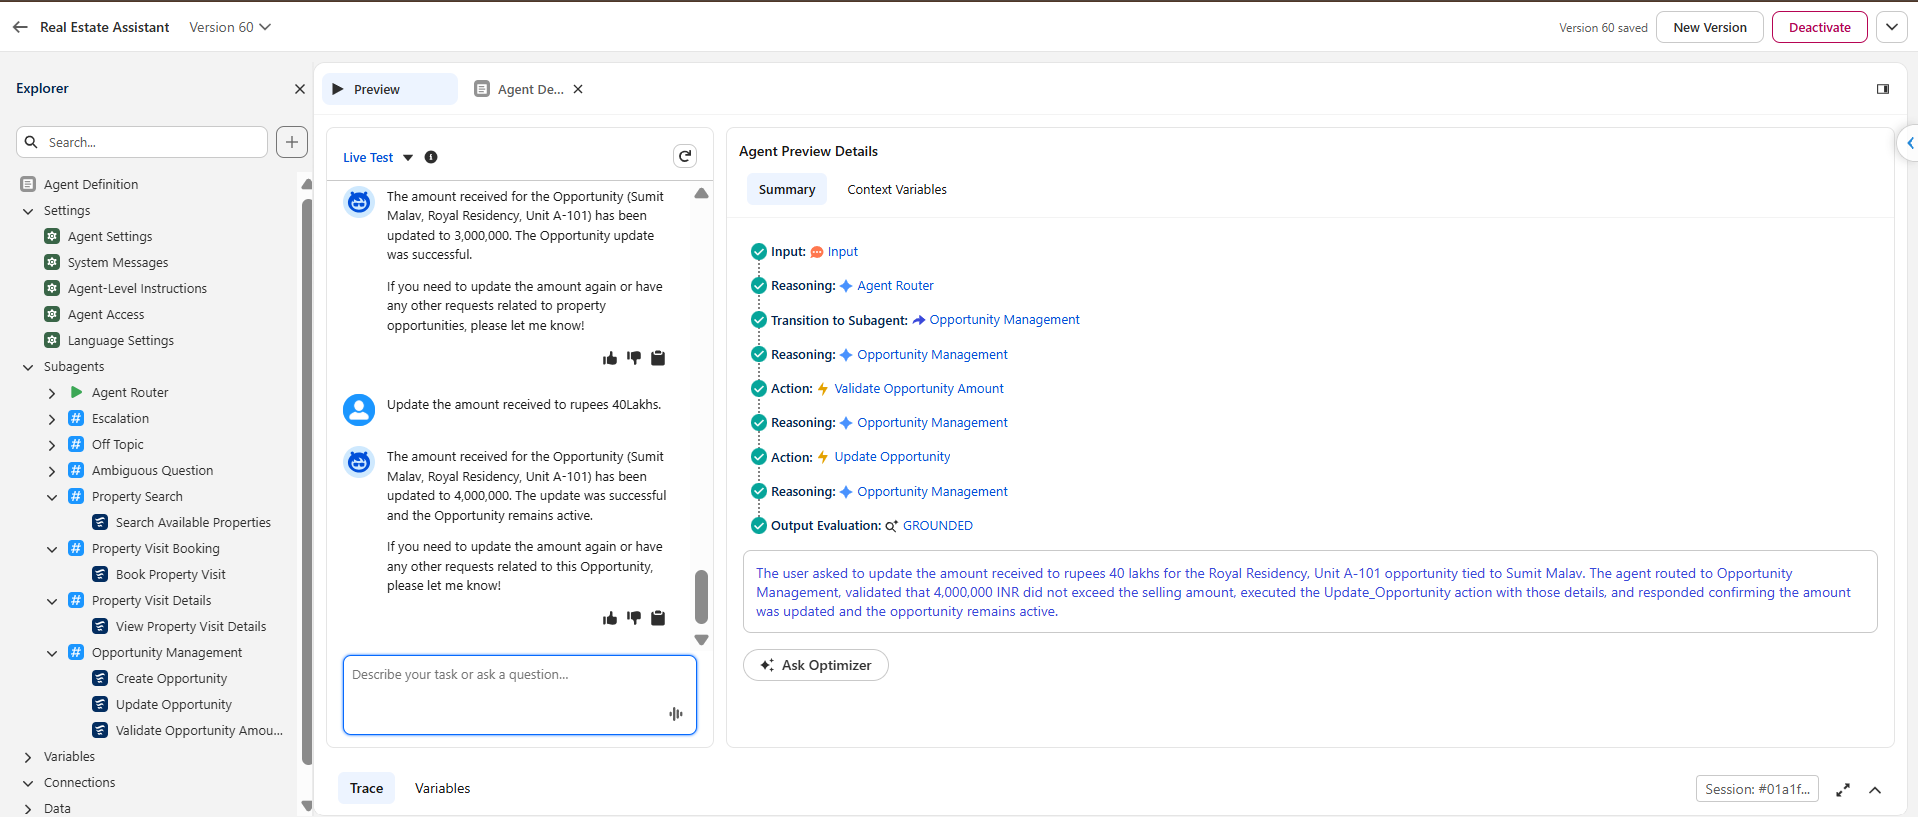 Real Estate Assistant
Version 60
Version 60 saved
New Version
Deactivate
Explorer
Search...
Agent Definition
Settings
Agent Settings
System Messages
Agent-Level Instructions
Agent Access
Language Settings
Subagents
Agent Router
Escalation
Off Topic
Ambiguous Question
Property Search
Search Available Properties
Property Visit Booking
Book Property Visit
Property Visit Details
View Property Visit Details
Opportunity Management
Create Opportunity
Update Opportunity
Validate Opportunity Amou...
Variables
Connections
Data
Preview
Agent De...
Live Test
The amount received for the Opportunity (Sumit
Malav, Royal Residency, Unit A-101) has been
updated to 3,000,000. The Opportunity update
was successful.
If you need to update the amount again or have
any other requests related to property
opportunities, please let me know!
Update the amount received to rupees 40Lakhs.
The amount received for the Opportunity (Sumit
Malav, Royal Residency, Unit A-101) has been
updated to 4,000,000. The update was successful
and the Opportunity remains active.
If you need to update the amount again or have
any other requests related to this Opportunity,
please let me know!
Describe your task or ask a question...
Agent Preview Details
Summary
Context Variables
Input: Input
Reasoning: Agent Router
Transition to Subagent: Opportunity Management
Reasoning: Opportunity Management
Action: Validate Opportunity Amount
Reasoning: Opportunity Management
Action: Update Opportunity
Reasoning: Opportunity Management
Output Evaluation: GROUNDED
The user asked to update the amount received to rupees 40 lakhs for the Royal Residency, Unit A-101 opportunity tied to Sumit Malav. The agent routed to Opportunity
Management, validated that 4,000,000 INR did not exceed the selling amount, executed the Update_Opportunity action with those details, and responded confirming the amount
was updated and the opportunity remains active.
Ask Optimizer
Trace
Variables
Session: #01a1f...